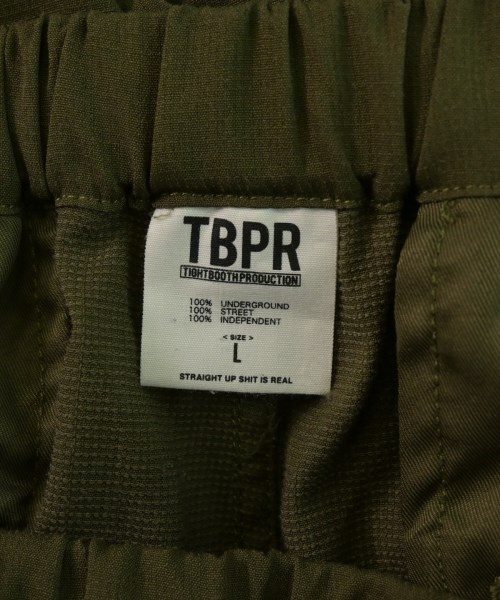 TBPR
TIGHTBOOTHPRODUCTION
100% UNDERGROUND
100% STREET
100% INDEPENDENT
< SIZE >
L
STRAIGHT UP SHIT IS REAL